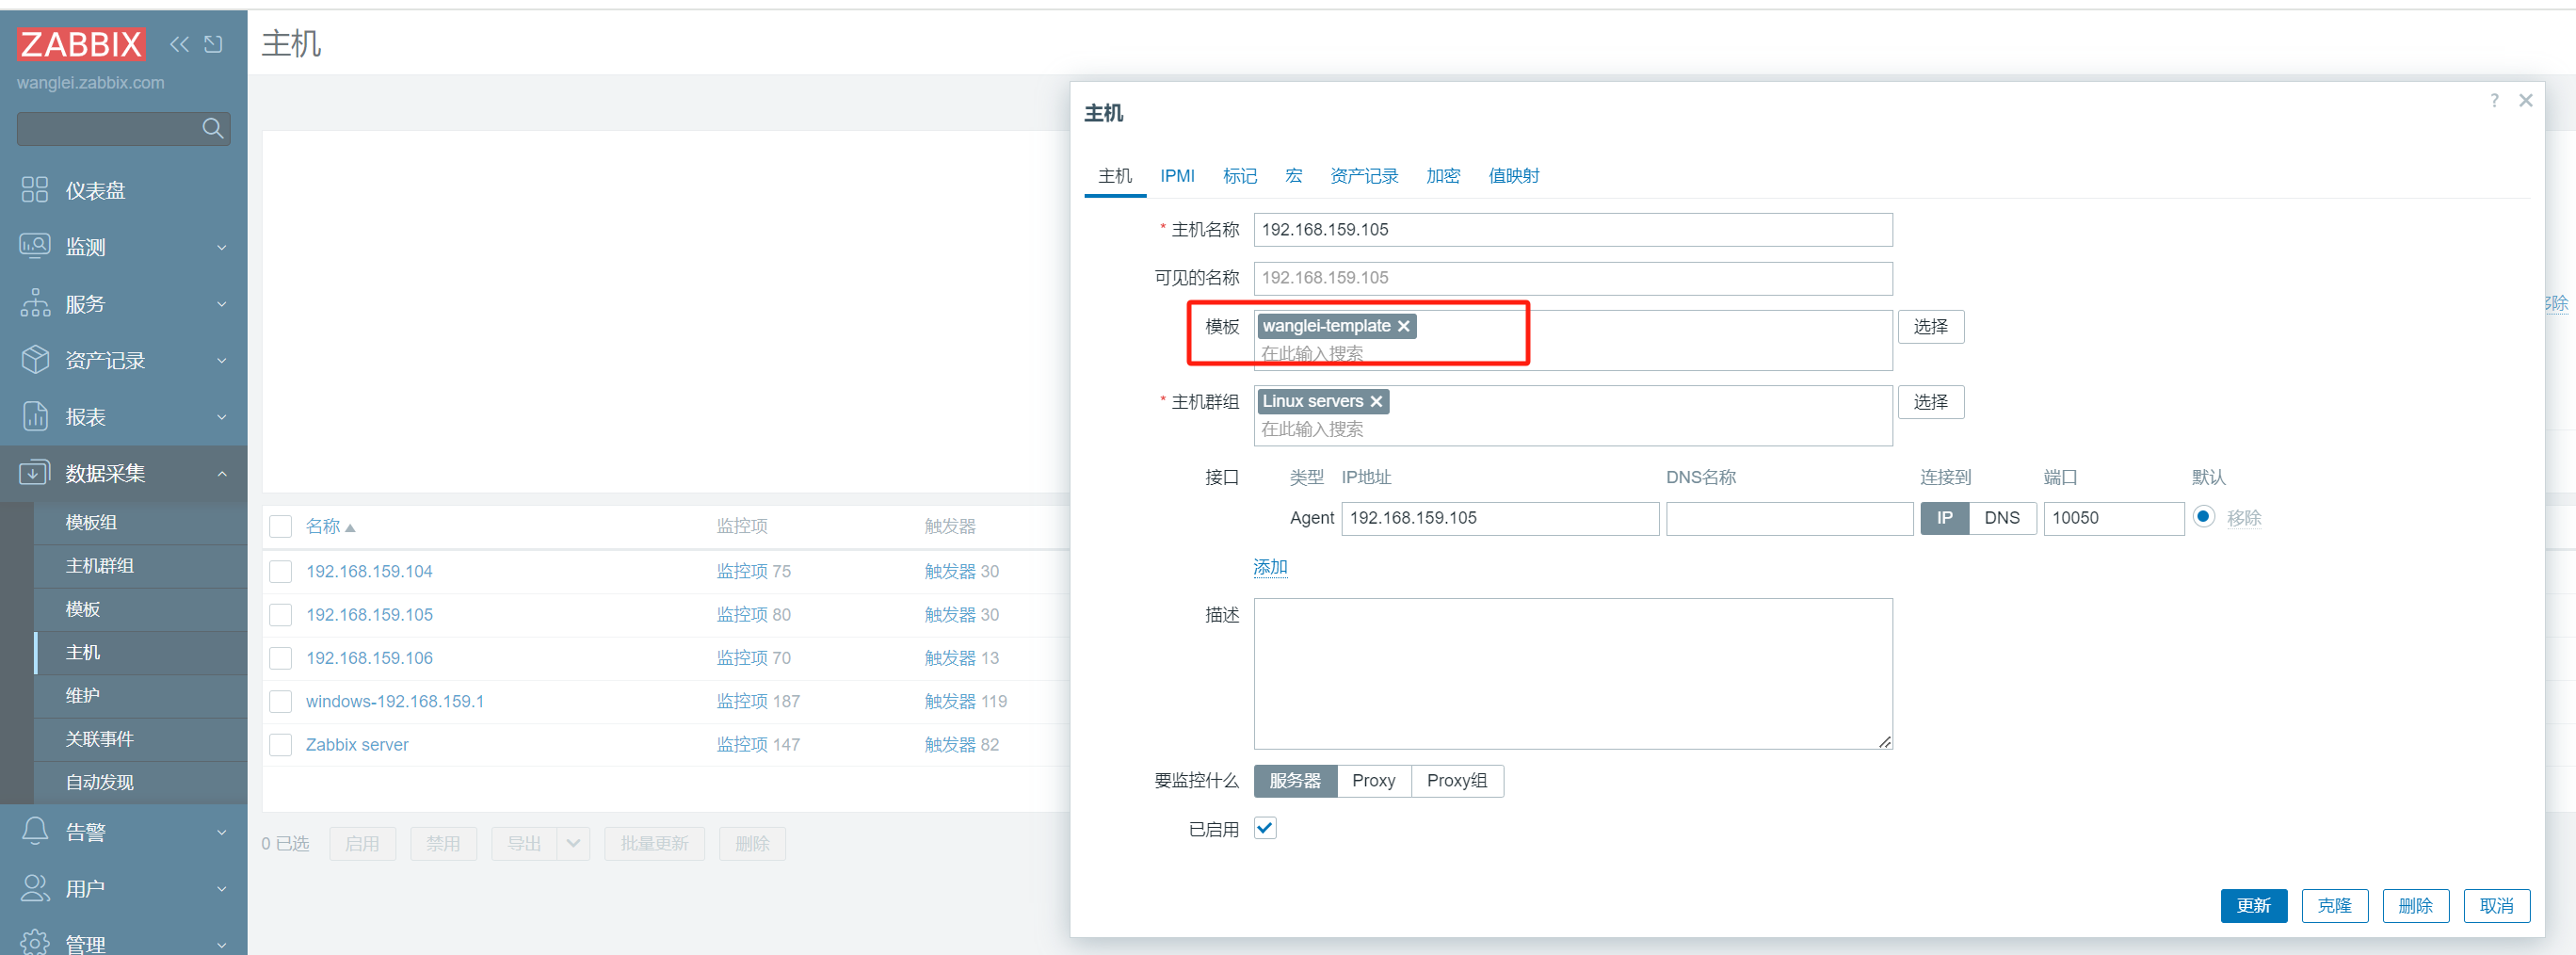 ZABBIX
wanglei.zabbix.com
仪表盘
监测
服务
资产记录
报表
数据采集
模板组
主机群组
模板
主机
维护
关联事件
自动发现
告警
用户
管理
主机
名称 监控项 触发器
192.168.159.104 监控项 75 触发器 30
192.168.159.105 监控项 80 触发器 30
192.168.159.106 监控项 70 触发器 13
windows-192.168.159.1 监控项 187 触发器 119
Zabbix server 监控项 147 触发器 82
0 已选 启用 禁用 导出 批量更新 删除
主机
?
主机 IPMI 标记 宏 资产记录 加密 值映射
* 主机名称 192.168.159.105
可见的名称 192.168.159.105
模板 wanglei-template 选择
在此输入搜索
* 主机群组 Linux servers 选择
在此输入搜索
接口 类型 IP地址 DNS名称 连接到 端口 默认
Agent 192.168.159.105 IP DNS 10050 移除
添加
描述
要监控什么 服务器 Proxy Proxy组
已启用
更新 克隆 删除 取消
移除